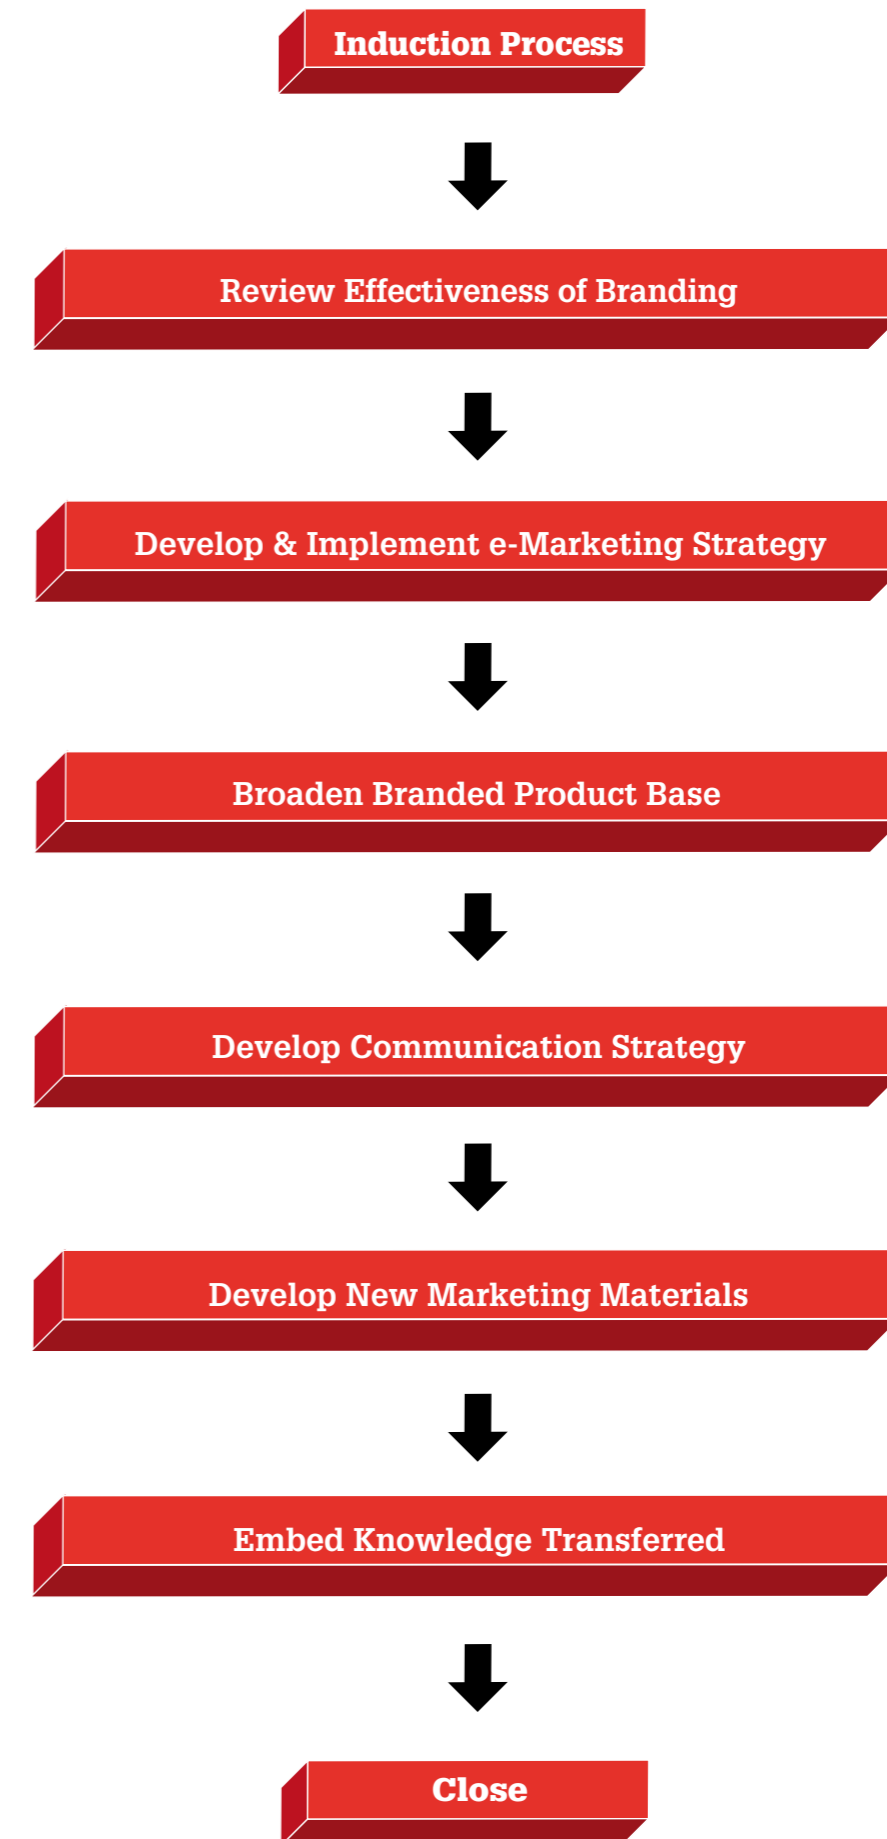 Induction Process
Review Effectiveness of Branding
Develop & Implement e-Marketing Strategy
Broaden Branded Product Base
Develop Communication Strategy
Develop New Marketing Materials
Embed Knowledge Transferred
Close